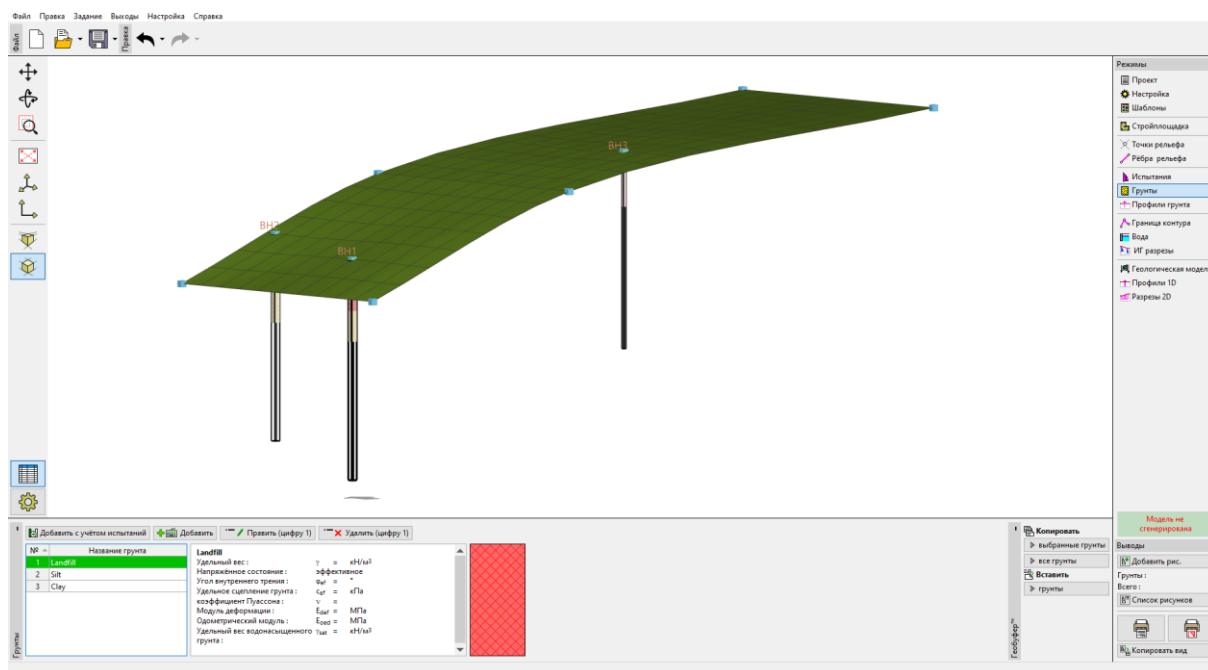 Файл Правка Задание Выходы Настройка Справка
Файл
Правка
BH3
BH2
BH1
Режимы
Проект
Настройка
Шаблоны
Стройплощадка
Точки рельефа
Рёбра рельефа
Испытания
Грунты
Профили грунта
Граница контура
Вода
ИГ разрезы
Геологическая модел
Профили 1D
Разрезы 2D
Модель не
сгенерирована
Выводы
Добавить рис.
Грунты :
Всего :
Список рисунков
Копировать вид
Добавить с учётом испытаний Добавить Править (цифру 1) Удалить (цифру 1)
№ Название грунта
1 Landfill
2 Silt
3 Clay
Landfill
Удельный вес : γ = кН/м³
Напряжённое состояние : эффективное
Угол внутреннего трения : φef = °
Удельное сцепление грунта : cef = кПа
коэффициент Пуассона : ν =
Модуль деформации : Edef = МПа
Одометрический модуль : Eoed = МПа
Удельный вес водонасыщенного γsat = кН/м³
грунта :
Грунты
Геобуфер™
Копировать
выбранные грунты
все грунты
Вставить
грунты